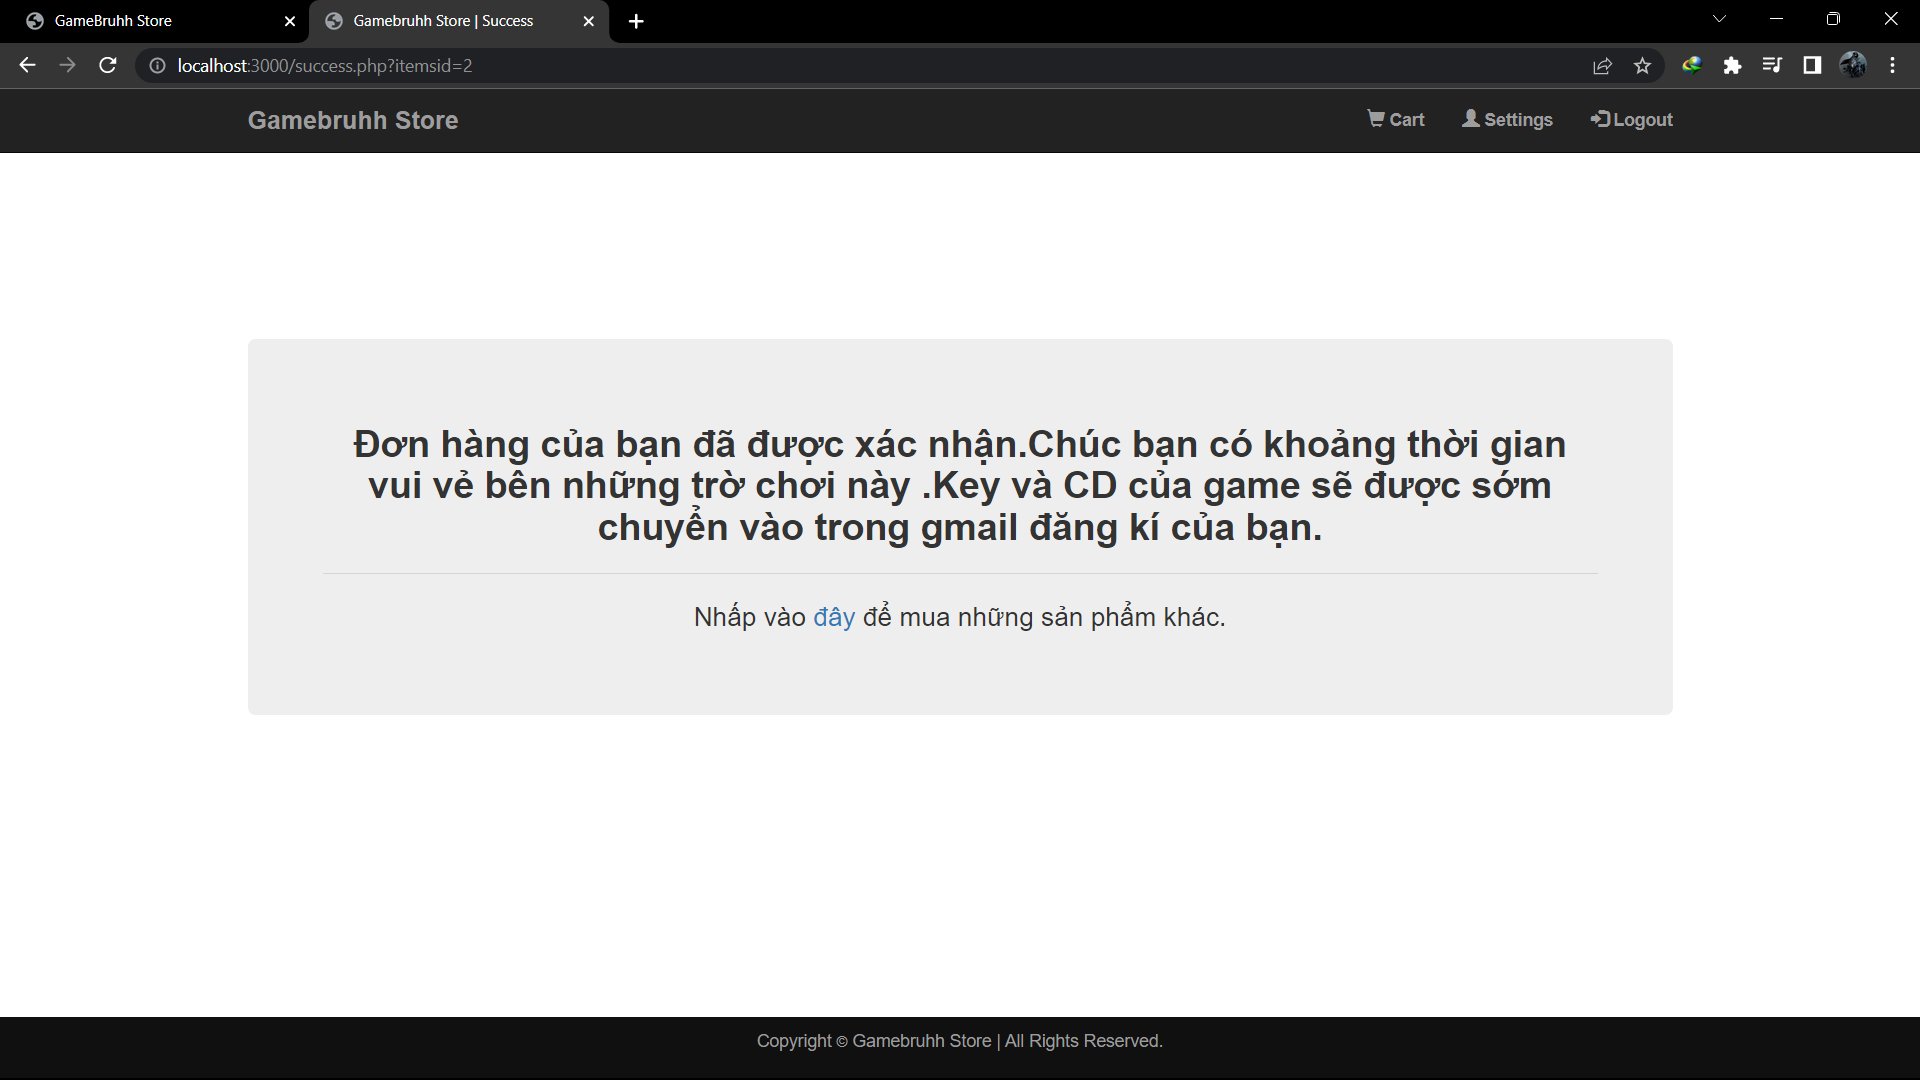 GameBruhh Store
Gamebruhh Store | Success
localhost:3000/success.php?itemsid=2
Gamebruhh Store
Cart
Settings
Logout
Đơn hàng của bạn đã được xác nhận.Chúc bạn có khoảng thời gian
vui vẻ bên những trờ chơi này .Key và CD của game sẽ được sớm
chuyển vào trong gmail đăng kí của bạn.
Nhấp vào đây để mua những sản phẩm khác.
Copyright © Gamebruhh Store | All Rights Reserved.